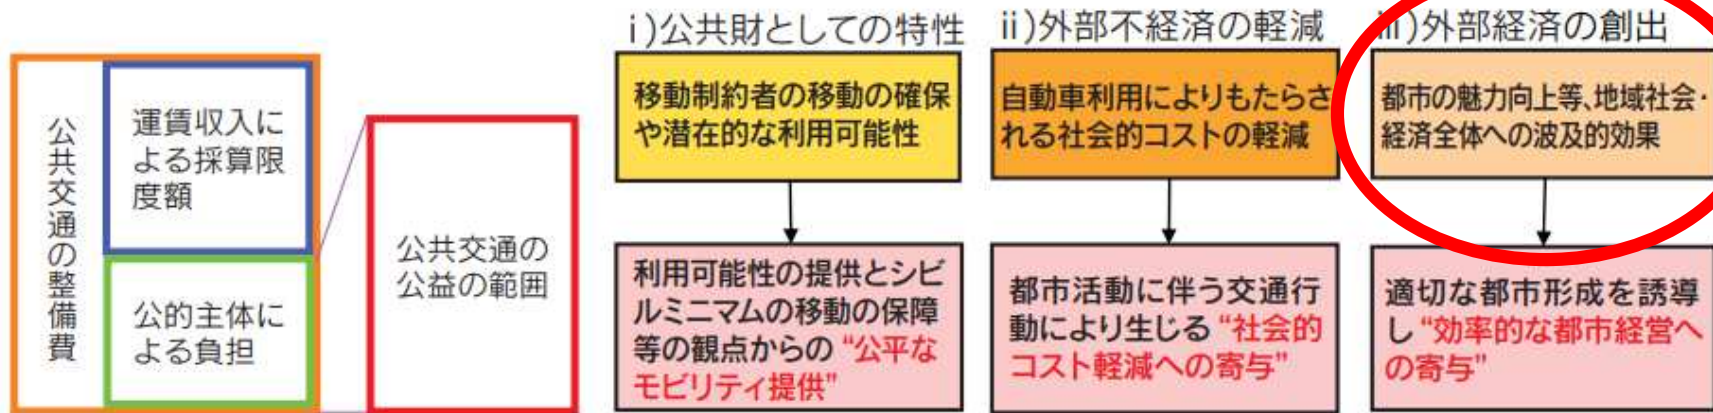 公共交通の整備費
運賃収入に
よる採算限
度額
公的主体に
よる負担
公共交通の
公益の範囲
ⅰ)公共財としての特性
移動制約者の移動の確保
や潜在的な利用可能性
利用可能性の提供とシビ
ルミニマムの移動の保障
等の観点からの “公平な
モビリティ提供”
ⅱ)外部不経済の軽減
自動車利用によりもたらさ
れる社会的コストの軽減
都市活動に伴う交通行
動により生じる “社会的
コスト軽減への寄与”
ⅲ)外部経済の創出
都市の魅力向上等、地域社会・
経済全体への波及的効果
適切な都市形成を誘導
し “効率的な都市経営へ
の寄与”